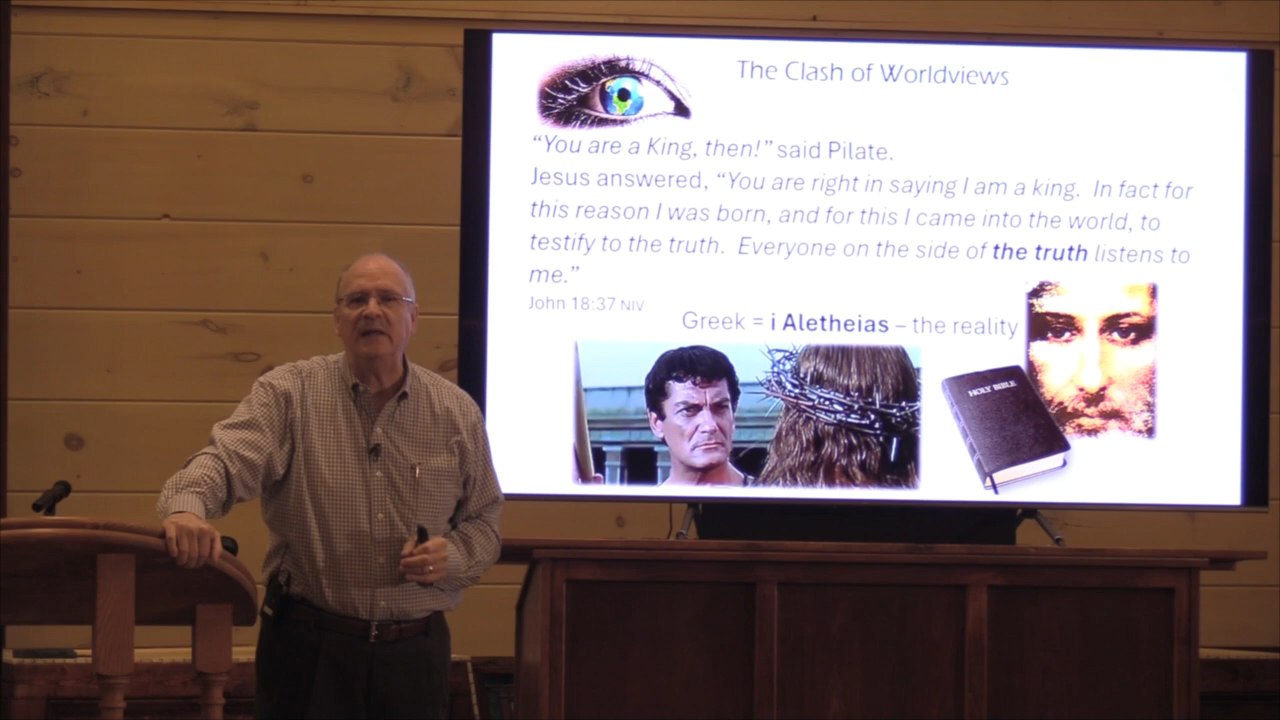 The Clash of Worldviews
“You are a King, then!” said Pilate.
Jesus answered, “You are right in saying I am a king.  In fact for
this reason I was born, and for this I came into the world, to
testify to the truth.  Everyone on the side of the truth listens to
me.”
John 18:37 NIV
Greek = i Aletheias – the reality
HOLY BIBLE